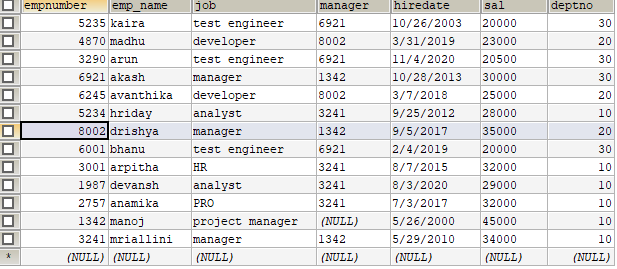 empnumber emp_name job manager hiredate sal deptno
5235 kaira test engineer 6921 10/26/2003 20000 30
4870 madhu developer 8002 3/31/2019 23000 20
3290 arun test engineer 6921 11/4/2020 20500 30
6921 akash manager 1342 10/28/2013 30000 30
6245 avanthika developer 8002 3/7/2018 25000 20
5234 hriday analyst 3241 9/25/2012 28000 10
8002 drishya manager 1342 9/5/2017 35000 20
6001 bhanu test engineer 6921 2/4/2019 20000 30
3001 arpitha HR 3241 8/7/2015 32000 10
1987 devansh analyst 3241 8/3/2020 29000 10
2757 anamika PRO 3241 7/3/2017 32000 10
1342 manoj project manager (NULL) 5/26/2000 45000 10
3241 mriallini manager 1342 5/29/2010 34000 10
* (NULL) (NULL) (NULL) (NULL) (NULL) (NULL) (NULL)